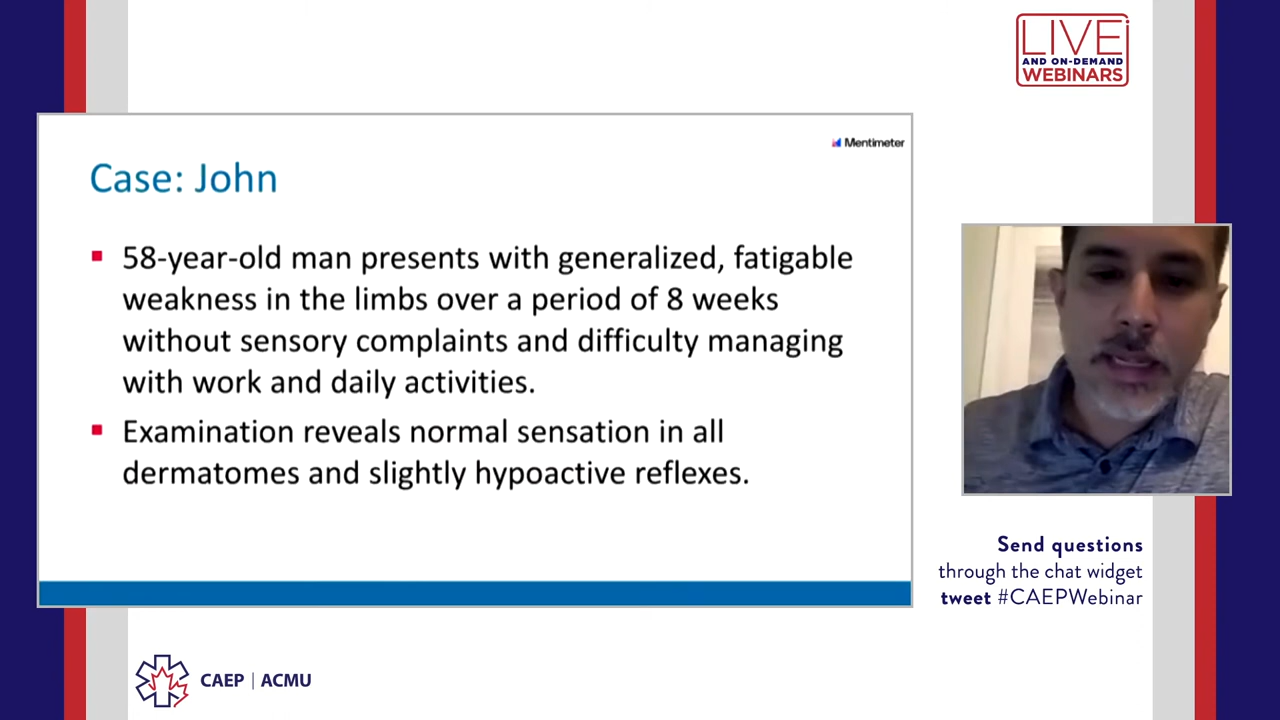 LIVE
AND ON-DEMAND
WEBINARS
Mentimeter
Case: John
58-year-old man presents with generalized, fatigable
weakness in the limbs over a period of 8 weeks
without sensory complaints and difficulty managing
with work and daily activities.
Examination reveals normal sensation in all
dermatomes and slightly hypoactive reflexes.
Send questions
through the chat widget
tweet #CAEPWebinar
CAEP | ACMU